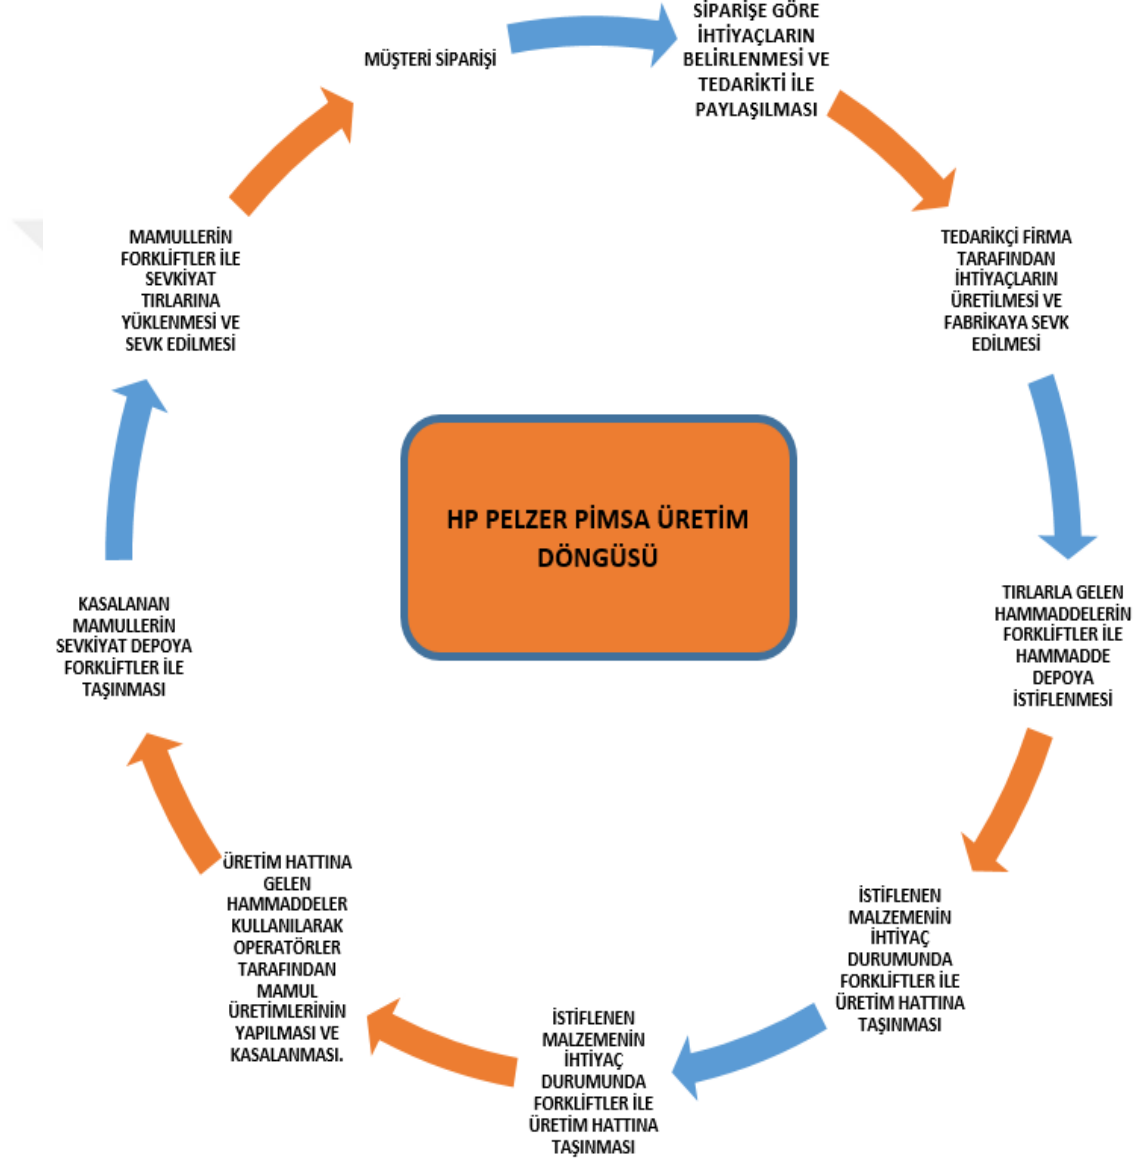 MÜŞTERİ SİPARİŞİ
SİPARİŞE GÖRE
İHTİYAÇLARIN
BELİRLENMESİ VE
TEDARİKTİ İLE
PAYLAŞILMASI
TEDARİKÇİ FİRMA
TARAFINDAN
İHTİYAÇLARIN
ÜRETİLMESİ VE
FABRİKAYA SEVK
EDİLMESİ
TIRLARLA GELEN
HAMMADDELERİN
FORKLİFTLER İLE
HAMMADDE
DEPOYA
İSTİFLENMESİ
İSTİFLENEN
MALZEMENİN
İHTİYAÇ
DURUMUNDA
FORKLİFTLER İLE
ÜRETİM HATTINA
TAŞINMASI
İSTİFLENEN
MALZEMENİN
İHTİYAÇ
DURUMUNDA
FORKLİFTLER İLE
ÜRETİM HATTINA
TAŞINMASI
ÜRETİM HATTINA
GELEN
HAMMADDELER
KULLANILARAK
OPERATÖRLER
TARAFINDAN
MAMUL
ÜRETİMLERİNİN
YAPILMASI VE
KASALANMASI.
KASALANAN
MAMULLERİN
SEVKİYAT DEPOYA
FORKLİFTLER İLE
TAŞINMASI
MAMULLERİN
FORKLİFTLER İLE
SEVKİYAT
TIRLARINA
YÜKLENMESİ VE
SEVK EDİLMESİ
HP PELZER PİMSA ÜRETİM
DÖNGÜSÜ